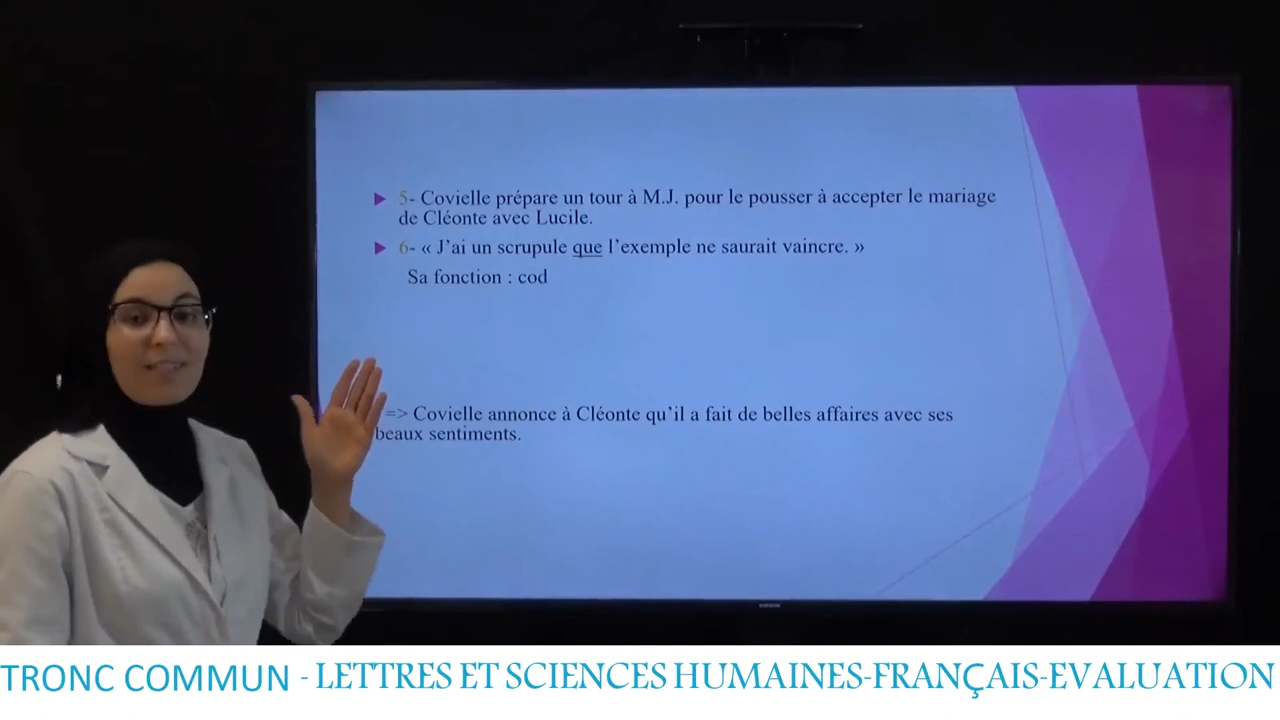 5- Covielle prépare un tour à M.J. pour le pousser à accepter le mariage
de Cléonte avec Lucile.
6- « J’ai un scrupule que l’exemple ne saurait vaincre. »
Sa fonction : cod
=> Covielle annonce à Cléonte qu’il a fait de belles affaires avec ses
beaux sentiments.
TRONC COMMUN - LETTRES ET SCIENCES HUMAINES-FRANÇAIS-EVALUATION